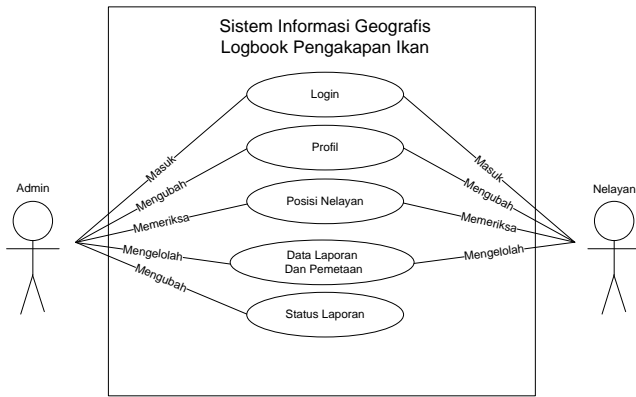 Sistem Informasi Geografis
Logbook Pengakapan Ikan
Login
Masuk
Masuk
Profil
Mengubah
Mengubah
Admin
Nelayan
Posisi Nelayan
Memeriksa
Memeriksa
Data Laporan
Dan Pemetaan
Mengelolah
Mengelolah
Mengubah
Status Laporan